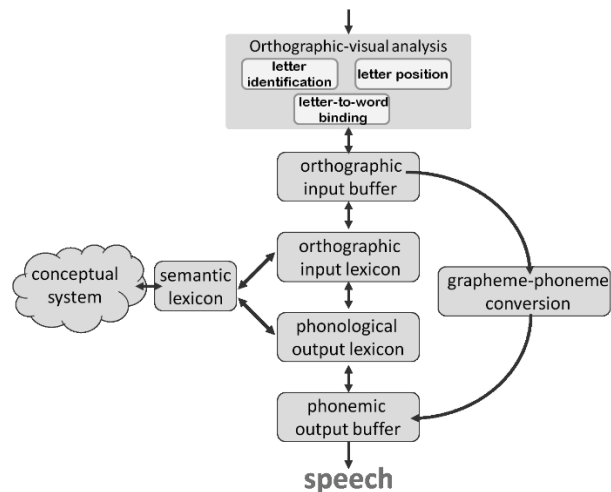 Orthographic-visual analysis
letter
identification
letter position
letter-to-word
binding
orthographic
input buffer
orthographic
input lexicon
conceptual
system
semantic
lexicon
grapheme-phoneme
conversion
phonological
output lexicon
phonemic
output buffer
speech